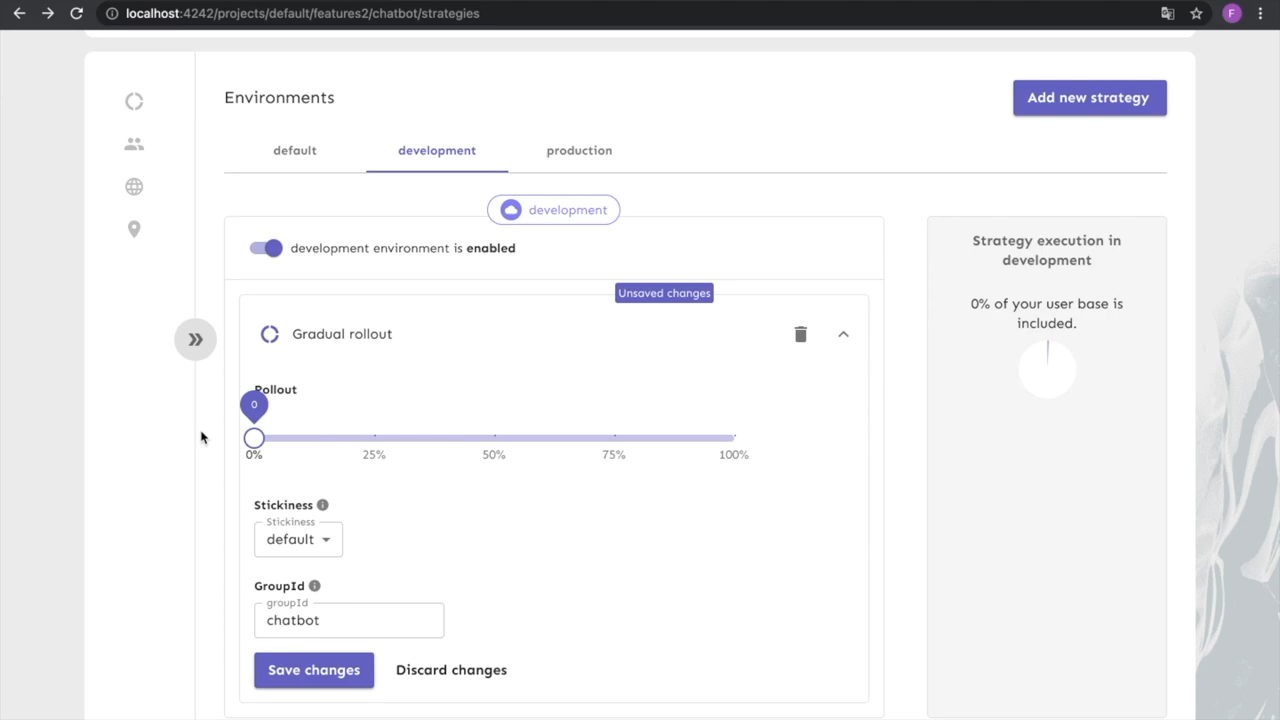 localhost:4242/projects/default/features2/chatbot/strategies
F
Environments
Add new strategy
default
development
production
development
development environment is enabled
Strategy execution in
development
0% of your user base is
included.
Unsaved changes
Gradual rollout
Rollout
0
0%
25%
50%
75%
100%
Stickiness
Stickiness
default
GroupId
groupId
chatbot
Save changes
Discard changes